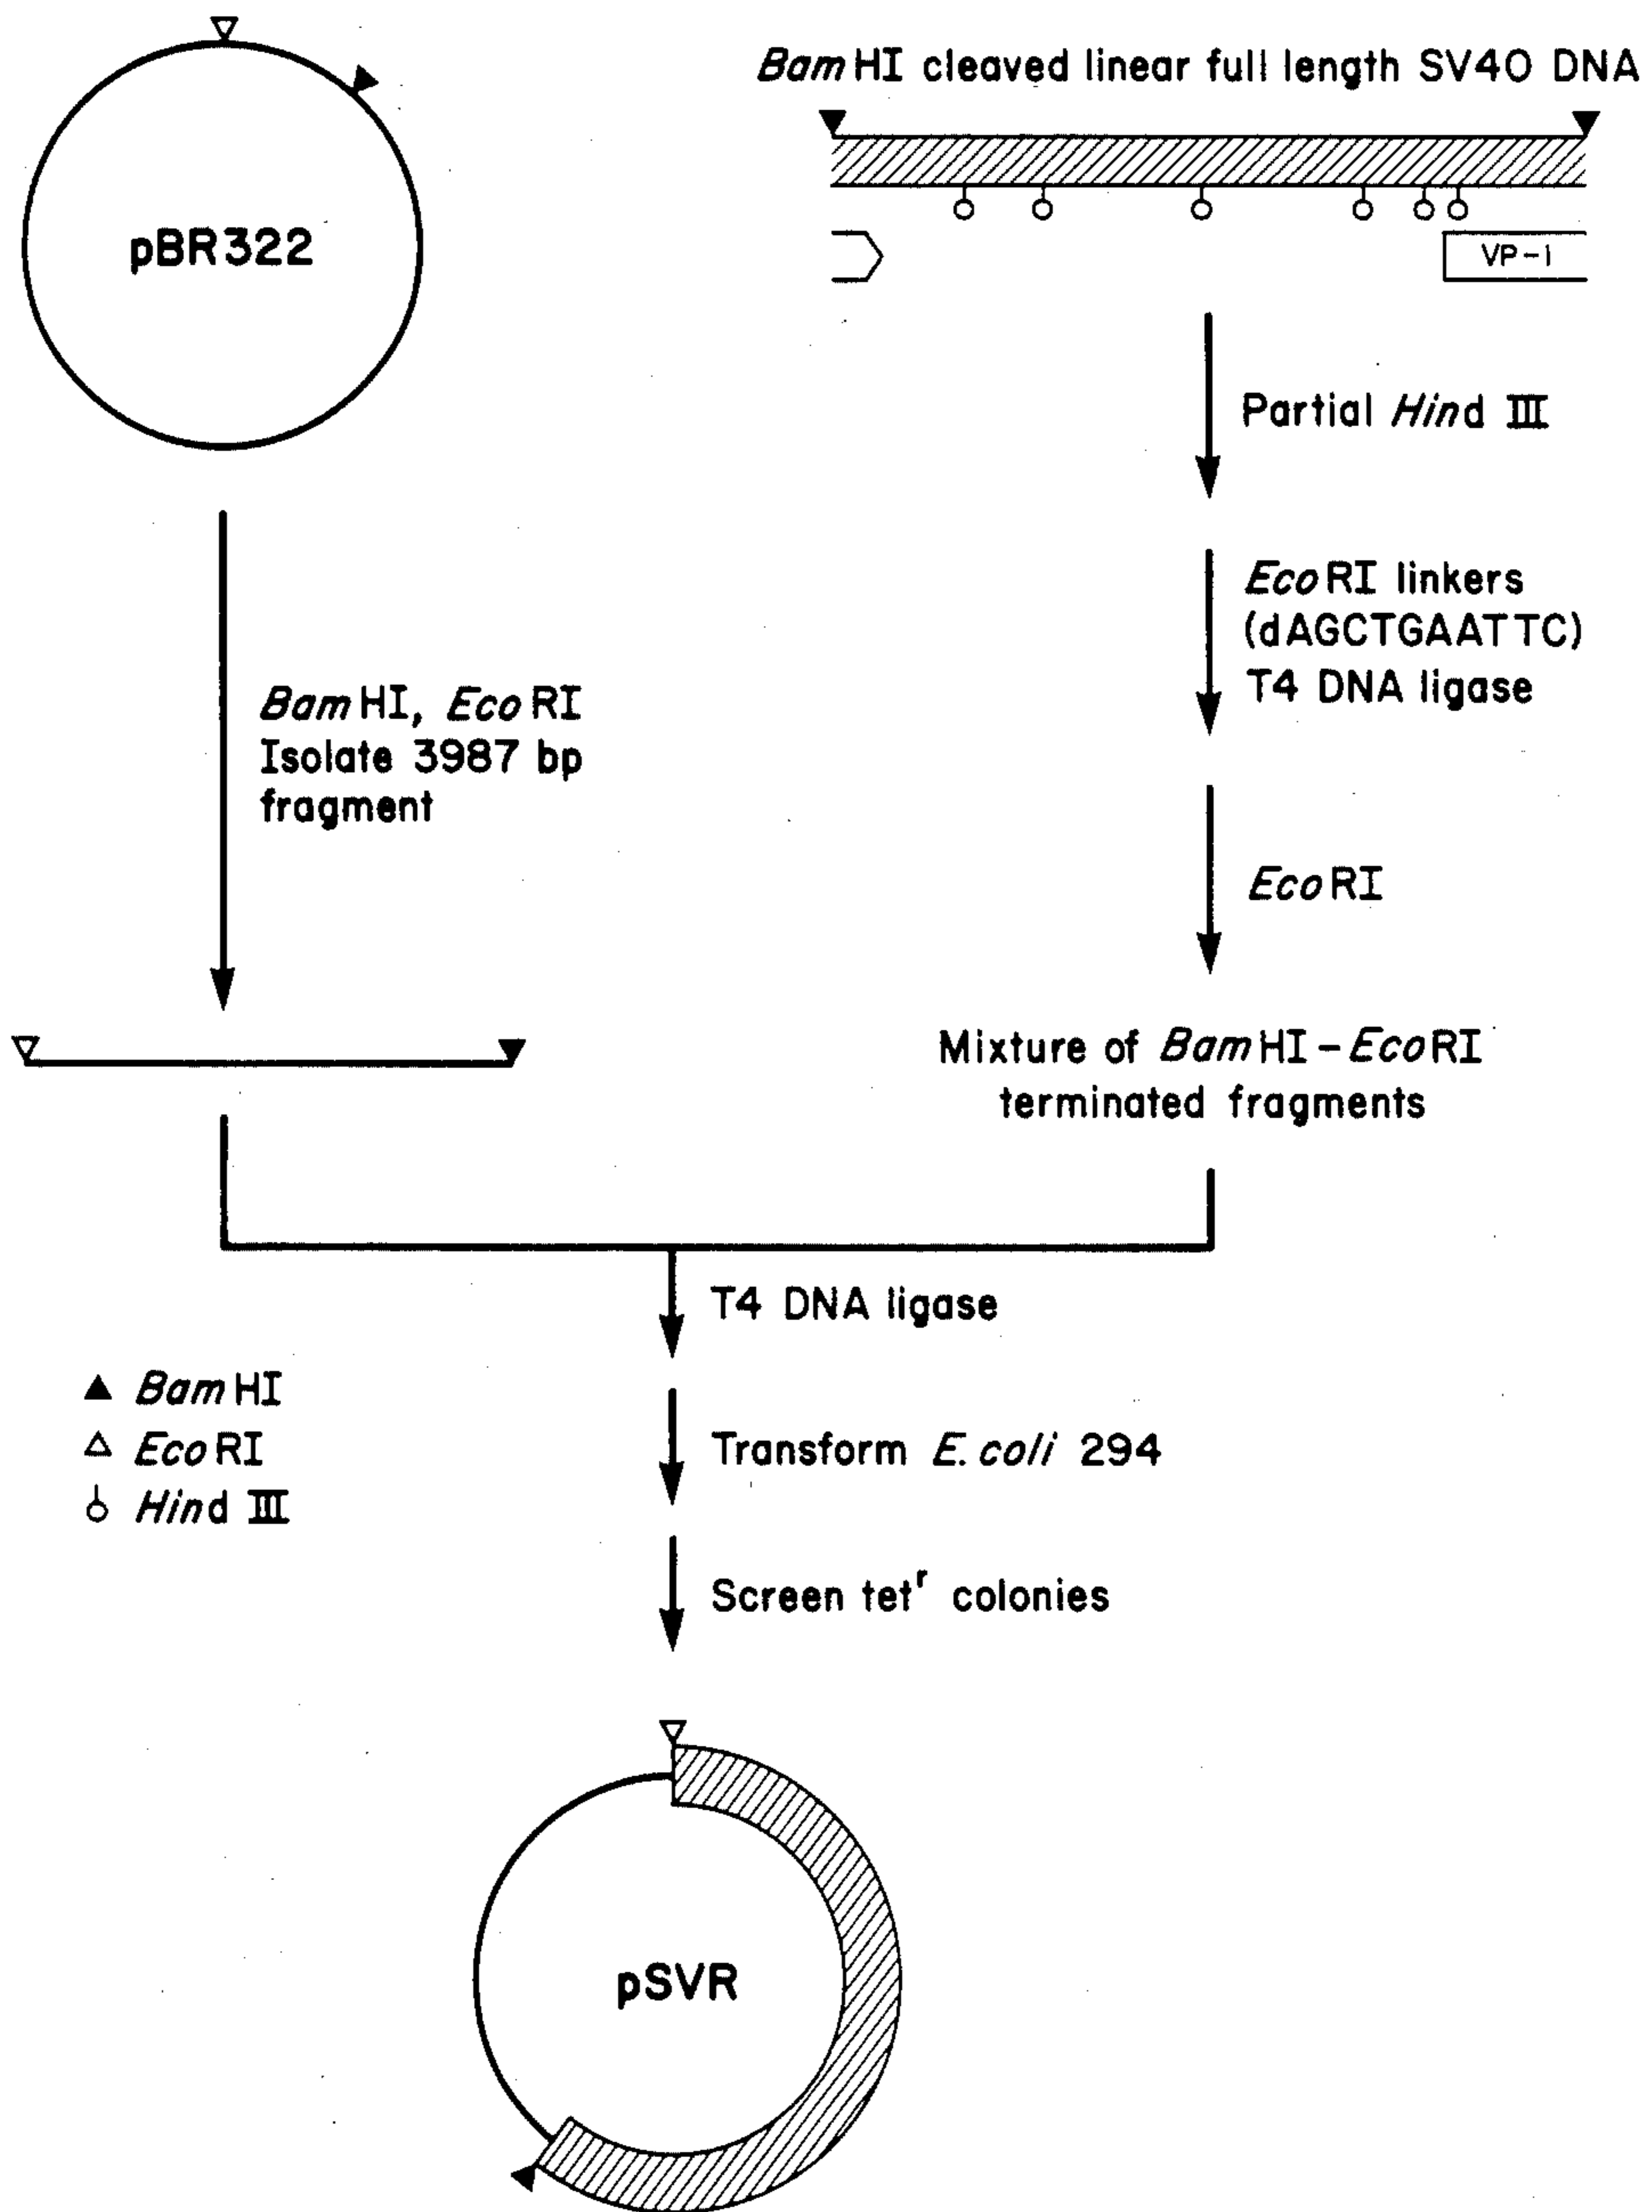 pBR322
BamHI cleaved linear full length SV40 DNA
VP-1
Partial Hind III
EcoRI linkers
(dAGCTGAATTC)
T4 DNA ligase
BamHI, EcoRI
Isolate 3987 bp
fragment
EcoRI
Mixture of BamHI-EcoRI
terminated fragments
T4 DNA ligase
BamHI
EcoRI
Hind III
Transform E. coli 294
Screen tetʳ colonies
pSVR